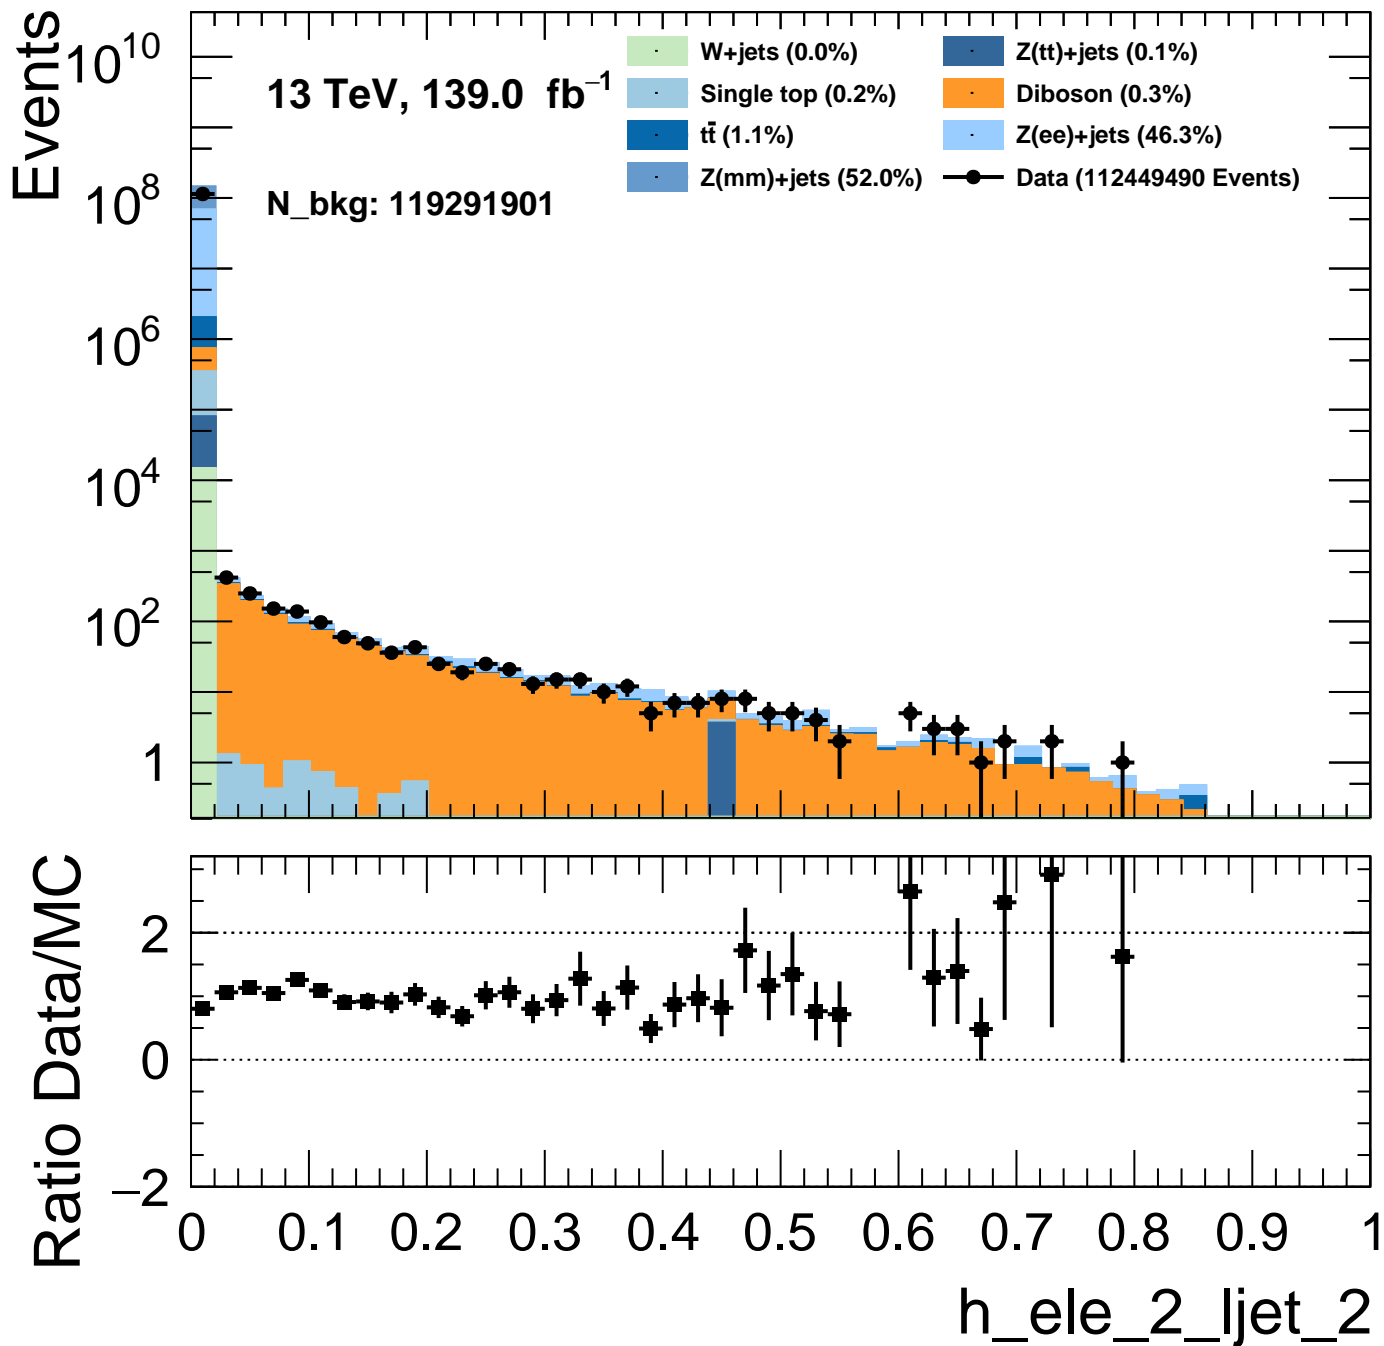 Events
10^10
10^8
10^6
10^4
10^2
1
13 TeV, 139.0 fb^−1
N_bkg: 119291901
W+jets (0.0%)
Single top (0.2%)
tt̄ (1.1%)
Z(mm)+jets (52.0%)
Z(tt)+jets (0.1%)
Diboson (0.3%)
Z(ee)+jets (46.3%)
Data (112449490 Events)
Ratio Data/MC
2
0
−2
0 0.1 0.2 0.3 0.4 0.5 0.6 0.7 0.8 0.9 1
h_ele_2_ljet_2